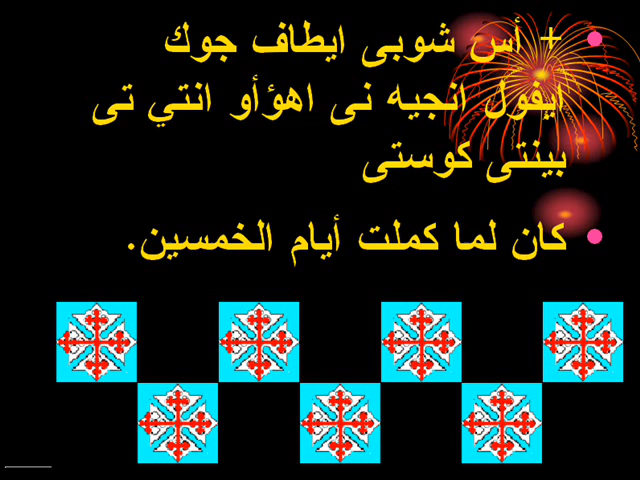 + أس شوبى ايطاف جوك
ايفول انجيه نى اهؤأو انتي تى
بينتى كوستى
كان لما كملت أيام الخمسين.